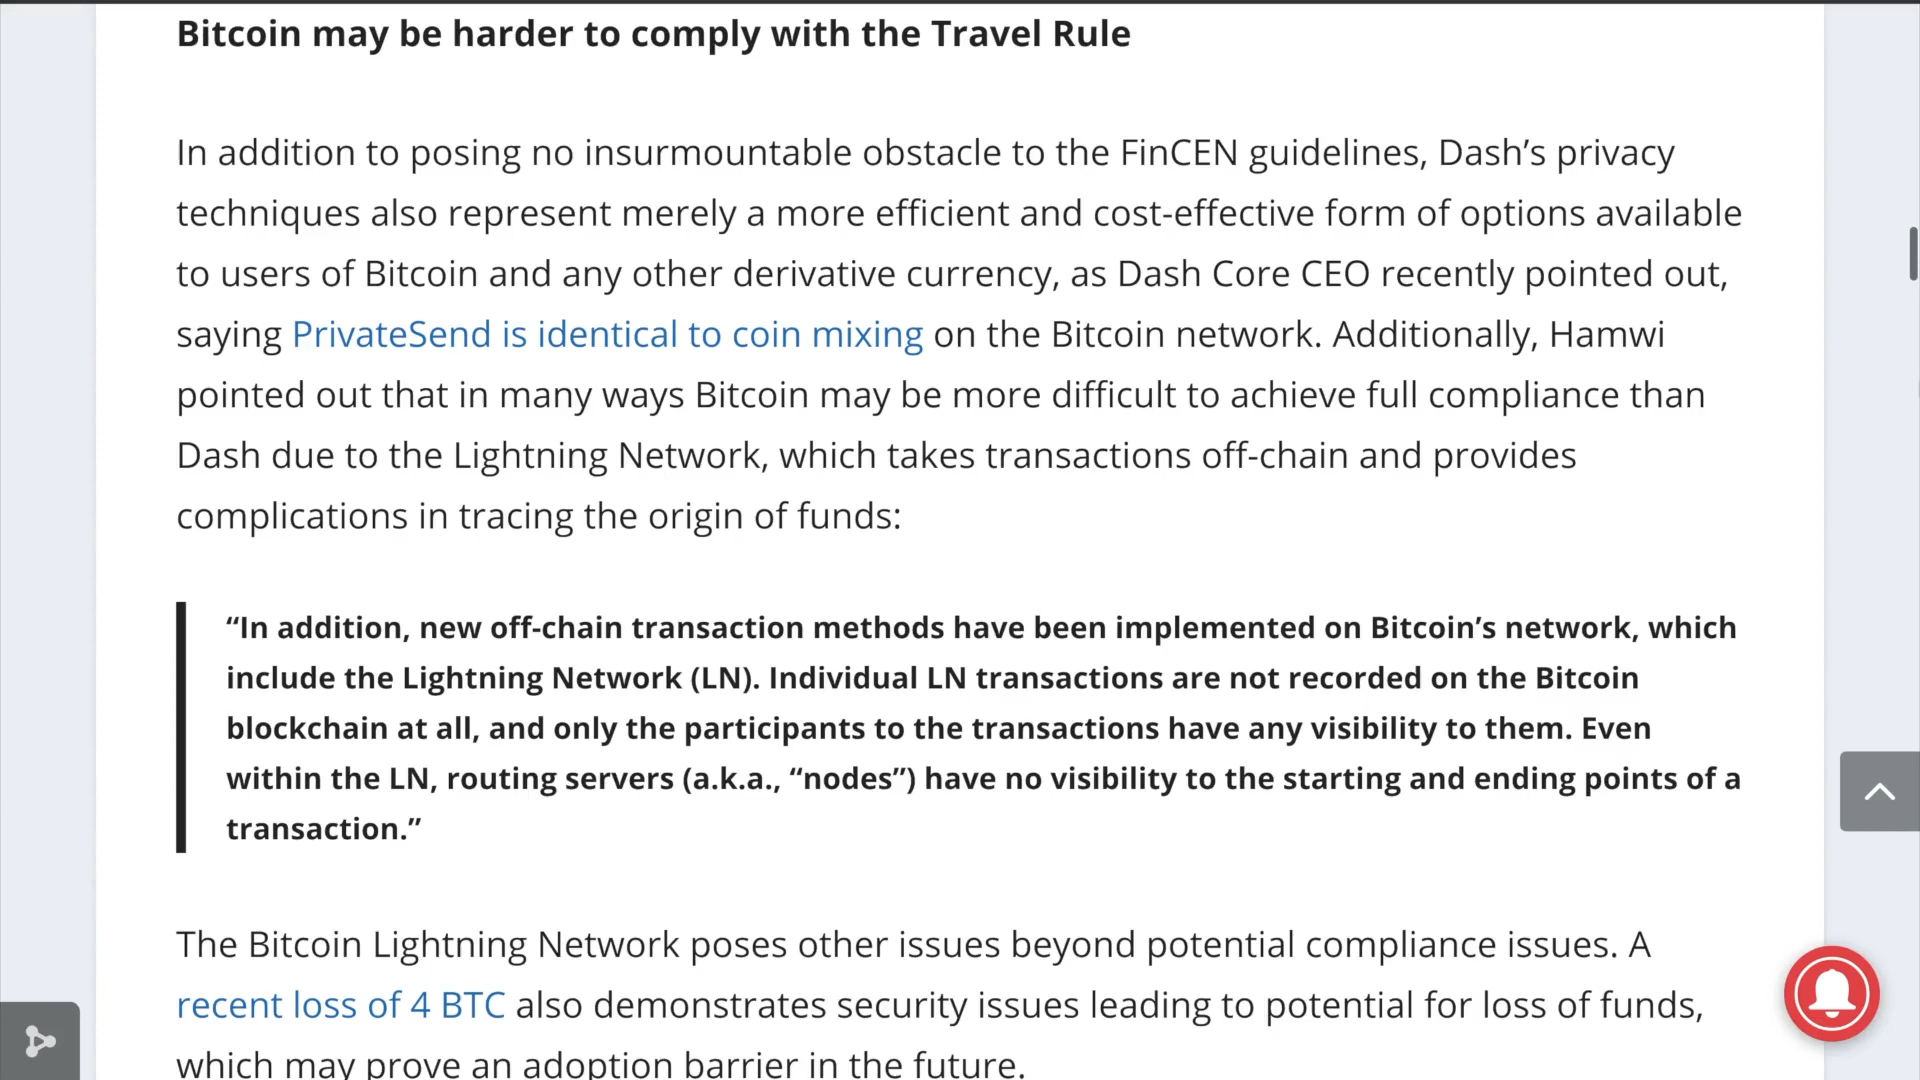 Bitcoin may be harder to comply with the Travel Rule
In addition to posing no insurmountable obstacle to the FinCEN guidelines, Dash’s privacy
techniques also represent merely a more efficient and cost-effective form of options available
to users of Bitcoin and any other derivative currency, as Dash Core CEO recently pointed out,
saying PrivateSend is identical to coin mixing on the Bitcoin network. Additionally, Hamwi
pointed out that in many ways Bitcoin may be more difficult to achieve full compliance than
Dash due to the Lightning Network, which takes transactions off-chain and provides
complications in tracing the origin of funds:
“In addition, new off-chain transaction methods have been implemented on Bitcoin’s network, which
include the Lightning Network (LN). Individual LN transactions are not recorded on the Bitcoin
blockchain at all, and only the participants to the transactions have any visibility to them. Even
within the LN, routing servers (a.k.a., “nodes”) have no visibility to the starting and ending points of a
transaction.”
The Bitcoin Lightning Network poses other issues beyond potential compliance issues. A
recent loss of 4 BTC also demonstrates security issues leading to potential for loss of funds,
which may prove an adoption barrier in the future.